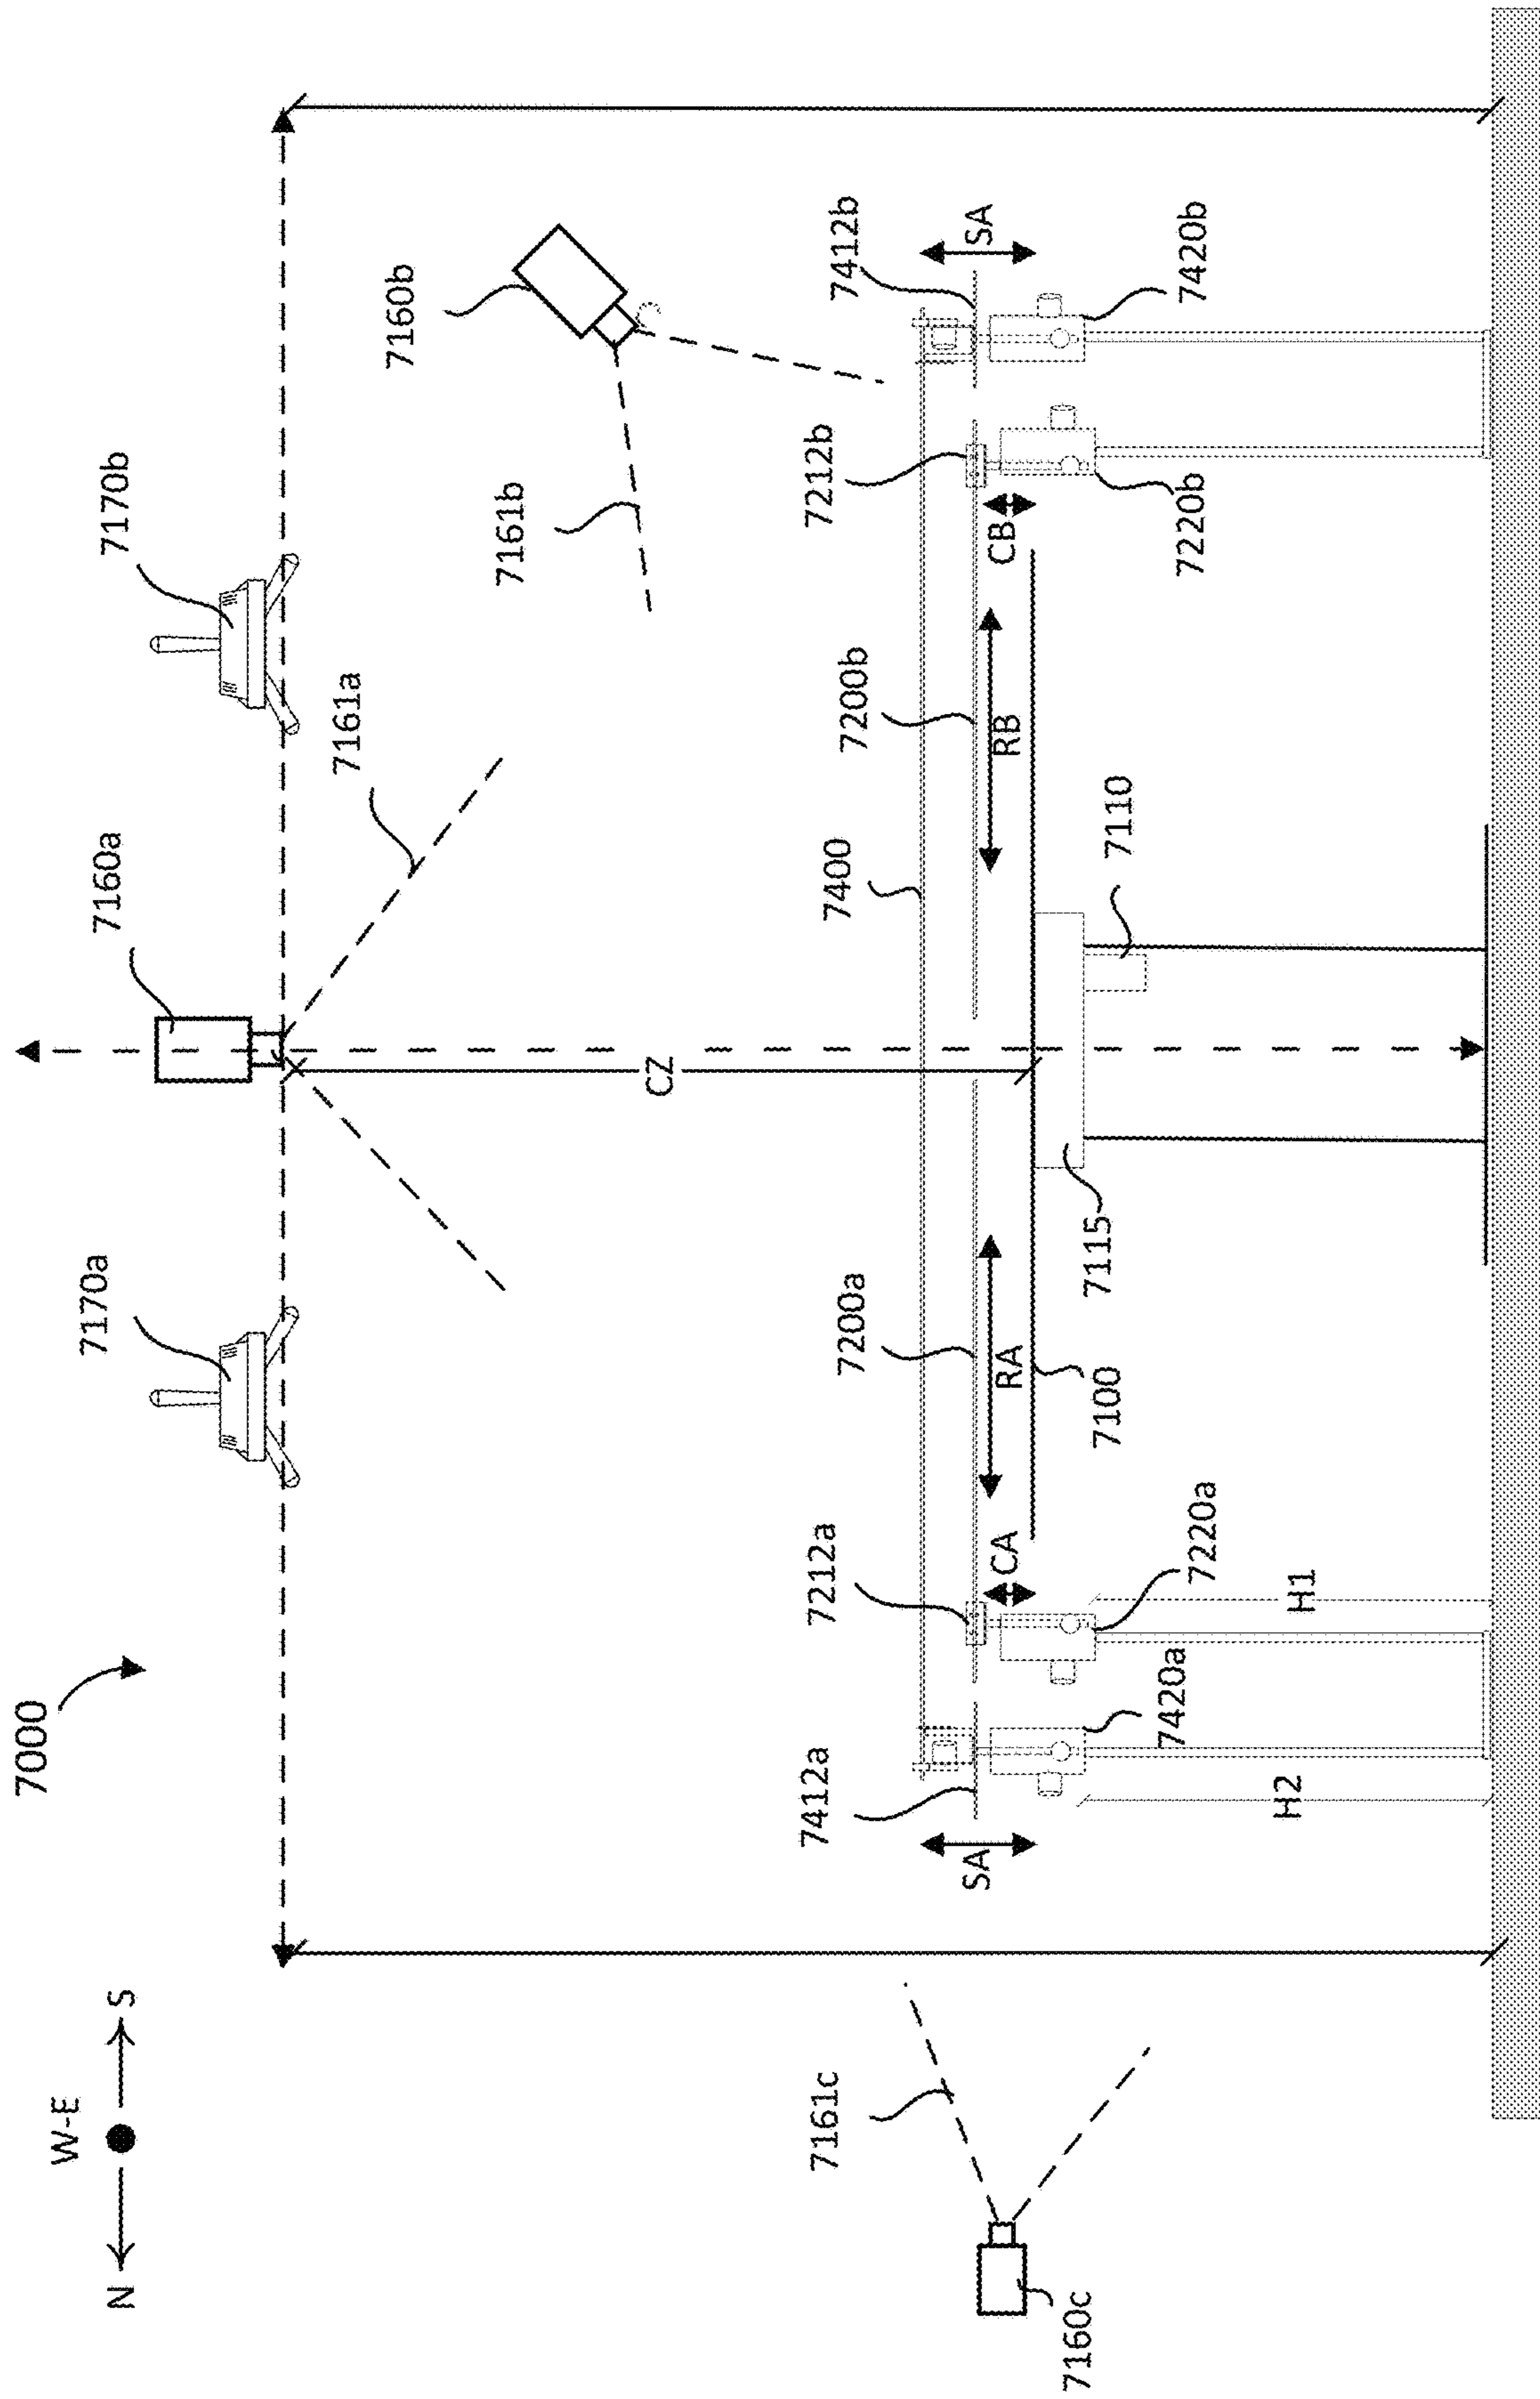 7000
N
W-E
S
7170a
7160a
7170b
7161a
7160b
7161b
7161c
7160c
CZ
SA
7412a
7212a
7200a
7400
7200b
7212b
7412b
SA
CA
RA
RB
CB
7420a
7220a
7100
7115
7110
7220b
7420b
H2
H1